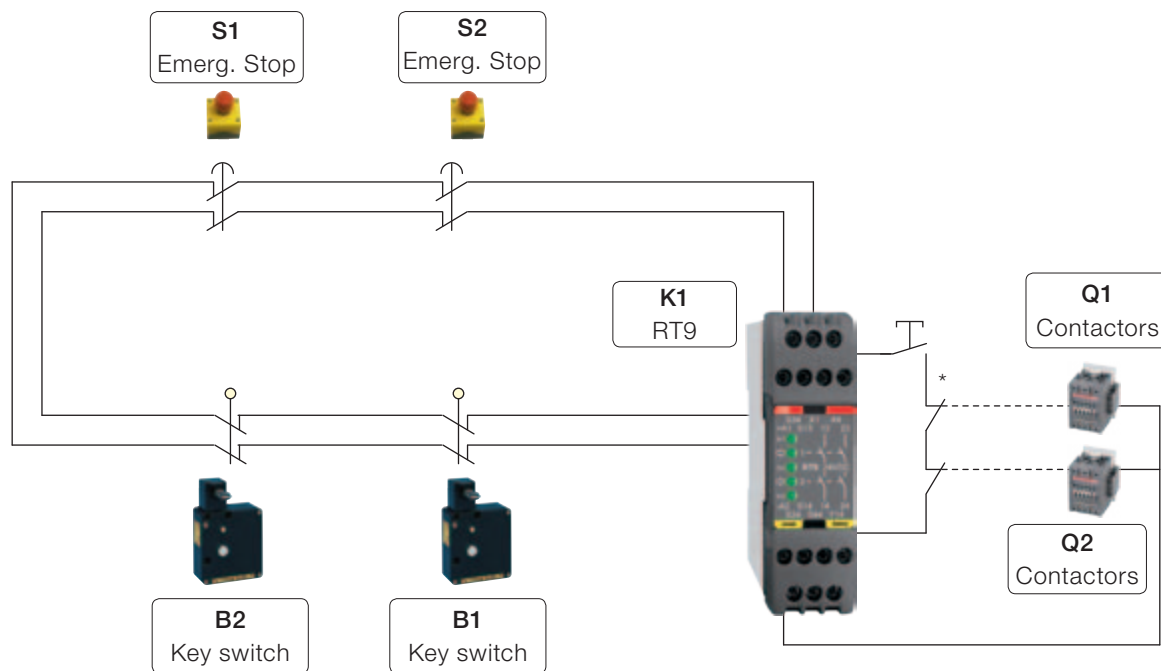 S1
Emerg. Stop
S2
Emerg. Stop
K1
RT9
Q1
Contactors
*
Q2
Contactors
B2
Key switch
B1
Key switch